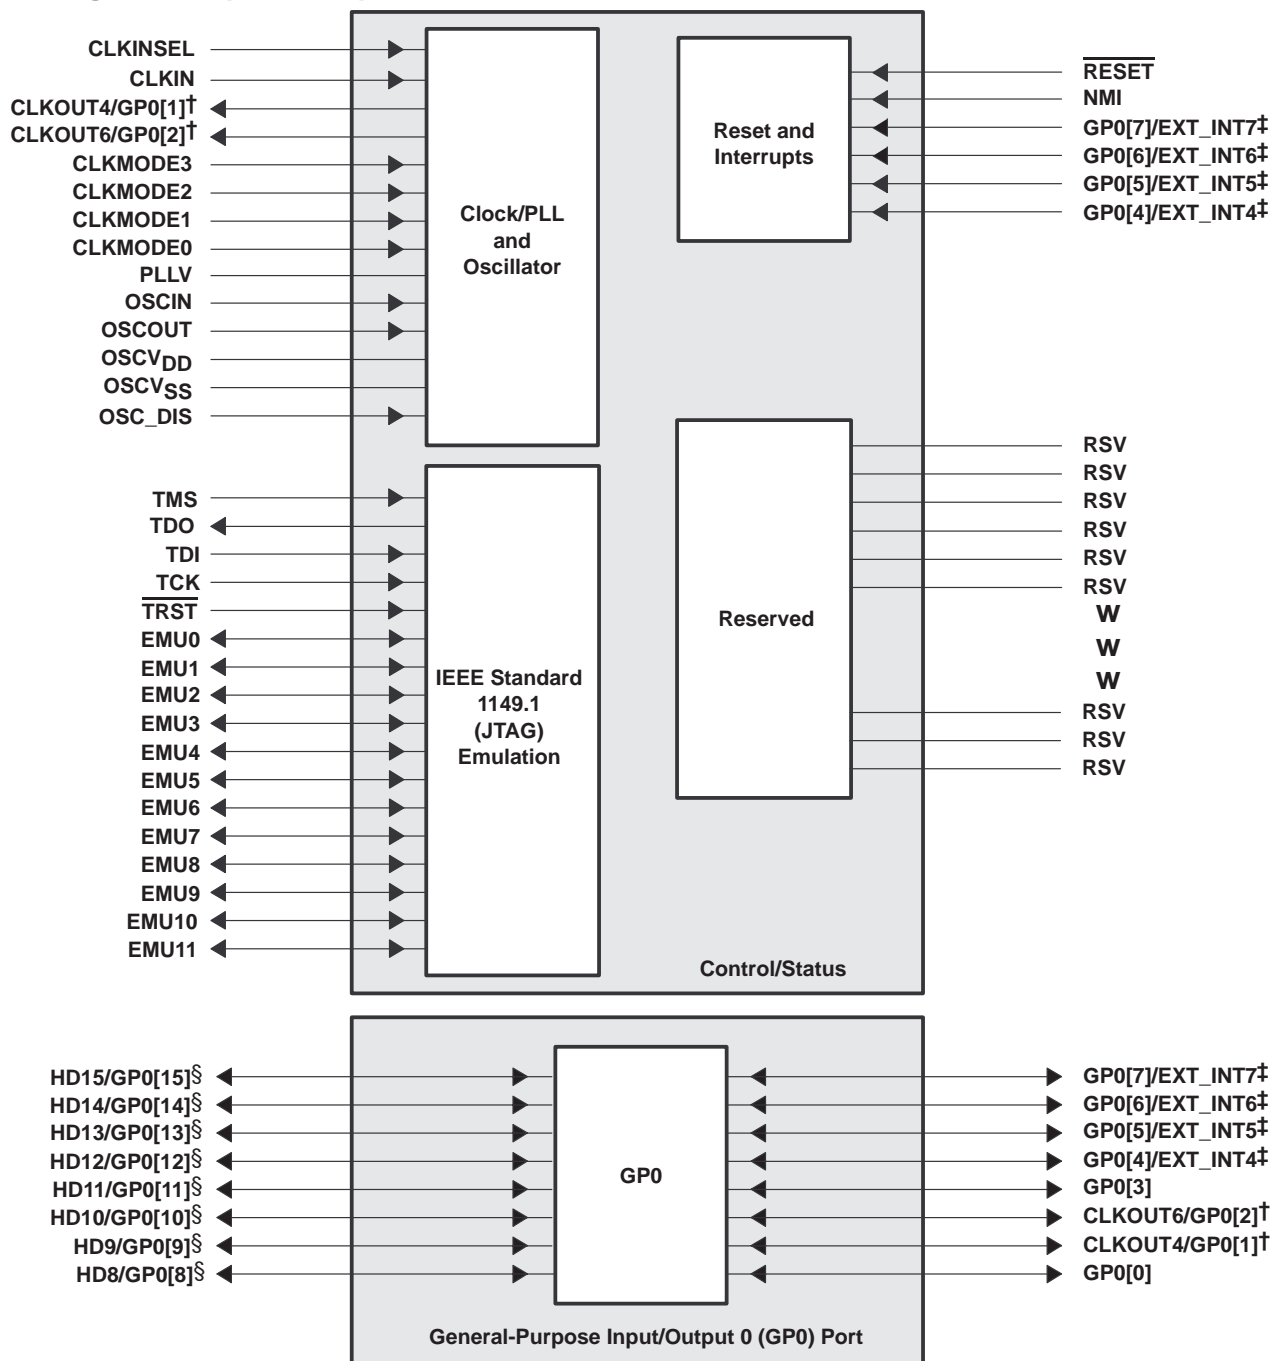 CLKINSEL
CLKIN
CLKOUT4/GP0[1]†
CLKOUT6/GP0[2]†
CLKMODE3
CLKMODE2
CLKMODE1
CLKMODE0
PLLV
OSCIN
OSCOUT
OSCVDD
OSCVSS
OSC_DIS
Clock/PLL
and
Oscillator
Reset and
Interrupts
RESET
NMI
GP0[7]/EXT_INT7‡
GP0[6]/EXT_INT6‡
GP0[5]/EXT_INT5‡
GP0[4]/EXT_INT4‡
TMS
TDO
TDI
TCK
TRST
EMU0
EMU1
EMU2
EMU3
EMU4
EMU5
EMU6
EMU7
EMU8
EMU9
EMU10
EMU11
IEEE Standard
1149.1
(JTAG)
Emulation
Reserved
RSV
RSV
RSV
RSV
RSV
RSV
W
W
W
RSV
RSV
RSV
Control/Status
HD15/GP0[15]§
HD14/GP0[14]§
HD13/GP0[13]§
HD12/GP0[12]§
HD11/GP0[11]§
HD10/GP0[10]§
HD9/GP0[9]§
HD8/GP0[8]§
GP0
GP0[7]/EXT_INT7‡
GP0[6]/EXT_INT6‡
GP0[5]/EXT_INT5‡
GP0[4]/EXT_INT4‡
GP0[3]
CLKOUT6/GP0[2]†
CLKOUT4/GP0[1]†
GP0[0]
General-Purpose Input/Output 0 (GP0) Port